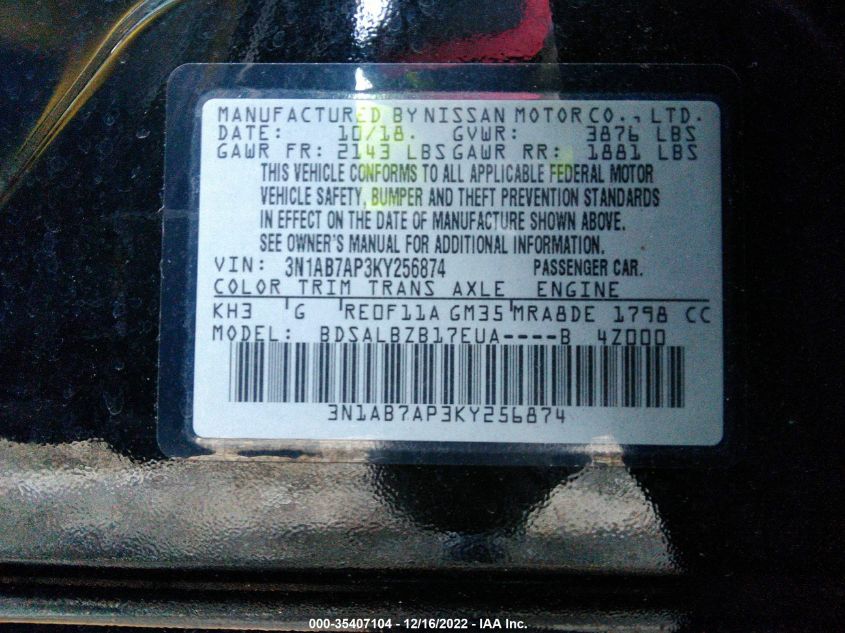 MANUFACTURED BY NISSAN MOTOR CO., LTD.
DATE: 10/18. GVWR: 3876 LBS
GAWR FR: 2143 LBS GAWR RR: 1881 LBS
THIS VEHICLE CONFORMS TO ALL APPLICABLE FEDERAL MOTOR
VEHICLE SAFETY, BUMPER AND THEFT PREVENTION STANDARDS
IN EFFECT ON THE DATE OF MANUFACTURE SHOWN ABOVE.
SEE OWNER'S MANUAL FOR ADDITIONAL INFORMATION.
VIN: 3N1AB7AP3KY256874 PASSENGER CAR.
COLOR TRIM TRANS AXLE ENGINE
KH3 G RE0F11A GM35 MRA8DE 1798 CC
MODEL: BDSALBZB17EUA----B 4Z000
3N1AB7AP3KY256874
000-35407104 - 12/16/2022 - IAA Inc.